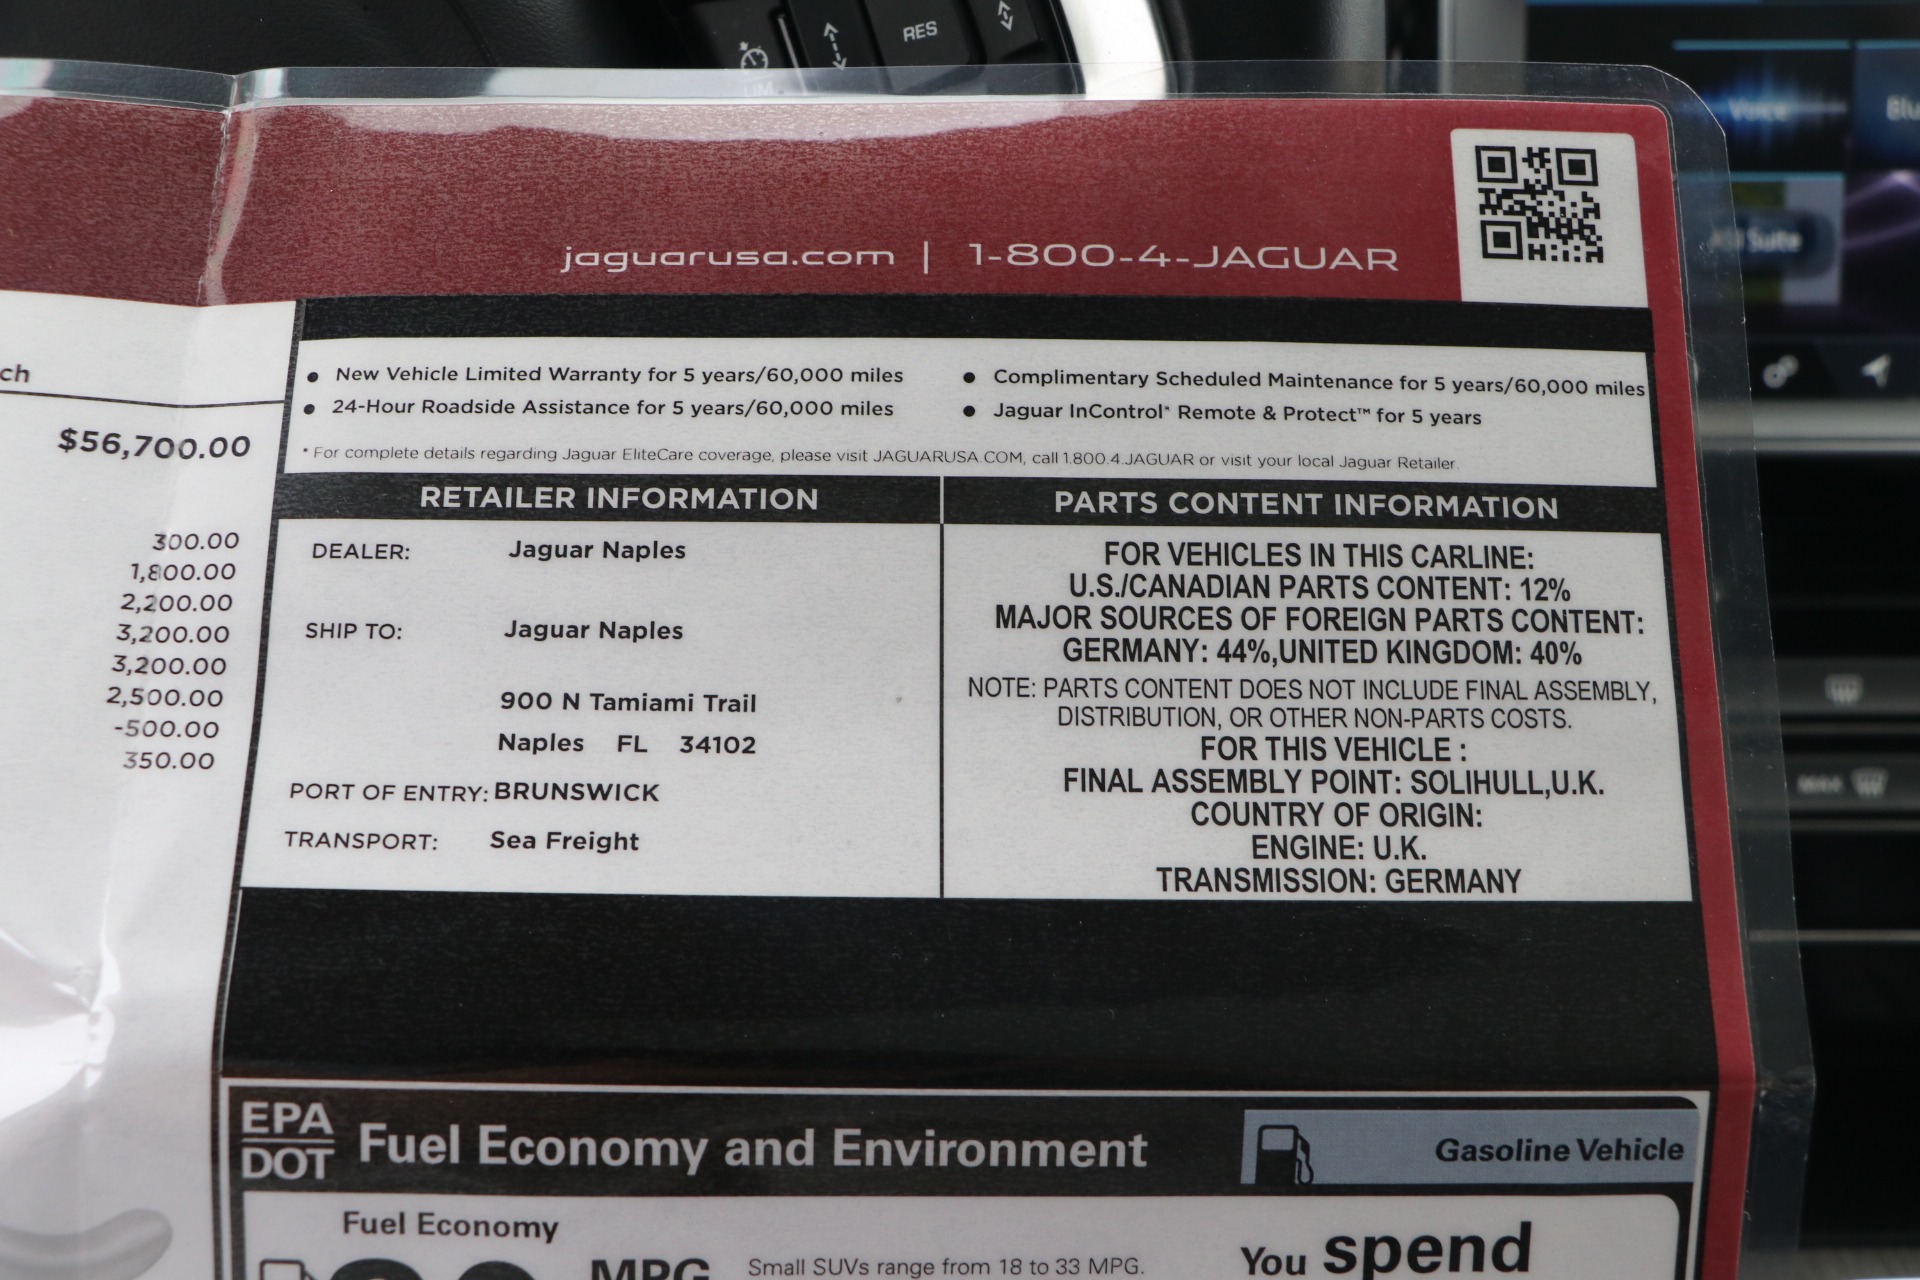 RES
LIM
Voice
jaguarusa.com | 1-800-4-JAGUAR
Suite
ch
$56,700.00
300.00
1,800.00
2,200.00
3,200.00
3,200.00
2,500.00
-500.00
350.00
• New Vehicle Limited Warranty for 5 years/60,000 miles
• 24-Hour Roadside Assistance for 5 years/60,000 miles
• Complimentary Scheduled Maintenance for 5 years/60,000 miles
• Jaguar InControl* Remote & Protect™ for 5 years
* For complete details regarding Jaguar EliteCare coverage, please visit JAGUARUSA.COM, call 1.800.4.JAGUAR or visit your local Jaguar Retailer.
RETAILER INFORMATION
DEALER: Jaguar Naples
SHIP TO: Jaguar Naples
900 N Tamiami Trail
Naples FL 34102
PORT OF ENTRY: BRUNSWICK
TRANSPORT: Sea Freight
PARTS CONTENT INFORMATION
FOR VEHICLES IN THIS CARLINE:
U.S./CANADIAN PARTS CONTENT: 12%
MAJOR SOURCES OF FOREIGN PARTS CONTENT:
GERMANY: 44%,UNITED KINGDOM: 40%
NOTE: PARTS CONTENT DOES NOT INCLUDE FINAL ASSEMBLY,
DISTRIBUTION, OR OTHER NON-PARTS COSTS.
FOR THIS VEHICLE :
FINAL ASSEMBLY POINT: SOLIHULL,U.K.
COUNTRY OF ORIGIN:
ENGINE: U.K.
TRANSMISSION: GERMANY
MAX
EPA
DOT
Fuel Economy and Environment
Gasoline Vehicle
Fuel Economy
MPG
Small SUVs range from 18 to 33 MPG.
You spend